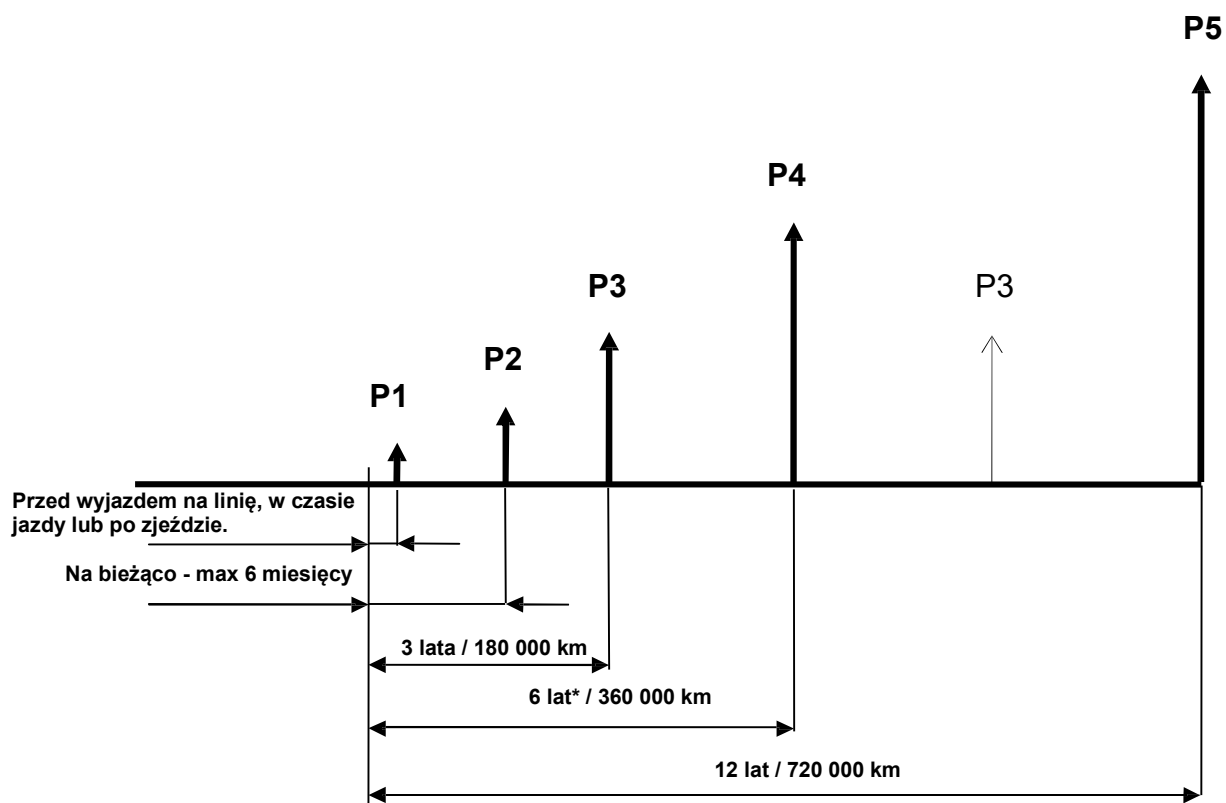 P5
P4
P3
P3
P2
P1
Przed wyjazdem na linię, w czasie
jazdy lub po zjeździe.
Na bieżąco - max 6 miesięcy
3 lata / 180 000 km
6 lat* / 360 000 km
12 lat / 720 000 km